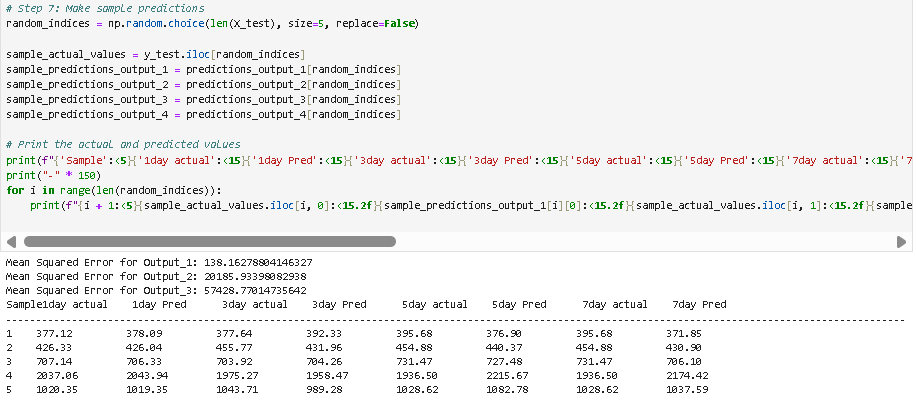 # Step 7: Make sample predictions
random_indices = np.random.choice(len(X_test), size=5, replace=False)
sample_actual_values = y_test.iloc[random_indices]
sample_predictions_output_1 = predictions_output_1[random_indices]
sample_predictions_output_2 = predictions_output_2[random_indices]
sample_predictions_output_3 = predictions_output_3[random_indices]
sample_predictions_output_4 = predictions_output_4[random_indices]
# Print the actual and predicted values
print(f"{'Sample':<5}{'1day actual':<15}{'1day Pred':<15}{'3day actual':<15}{'3day Pred':<15}{'5day actual':<15}{'5day Pred':<15}{'7day actual':<15}{'7
print("-" * 150)
for i in range(len(random_indices)):
    print(f"{i + 1:<5}{sample_actual_values.iloc[i, 0]:<15.2f}{sample_predictions_output_1[i][0]:<15.2f}{sample_actual_values.iloc[i, 1]:<15.2f}{sample
Mean Squared Error for Output_1: 138.16278804146327
Mean Squared Error for Output_2: 20185.93398082938
Mean Squared Error for Output_3: 57428.77014735642
Sample1day actual    1day Pred      3day actual    3day Pred      5day actual    5day Pred      7day actual    7day Pred
------------------------------------------------------------------------------------------------------------------------------------------------------
1    377.12         378.09         377.64         392.33         395.68         376.90         395.68         371.85
2    426.33         426.04         455.77         431.96         454.88         440.37         454.88         430.90
3    707.14         706.33         703.92         704.26         731.47         727.48         731.47         706.10
4    2037.06        2043.94        1975.27        1958.47        1936.50        2215.67        1936.50        2174.42
5    1020.35        1019.35        1043.71        989.28         1028.62        1082.78        1028.62        1037.59